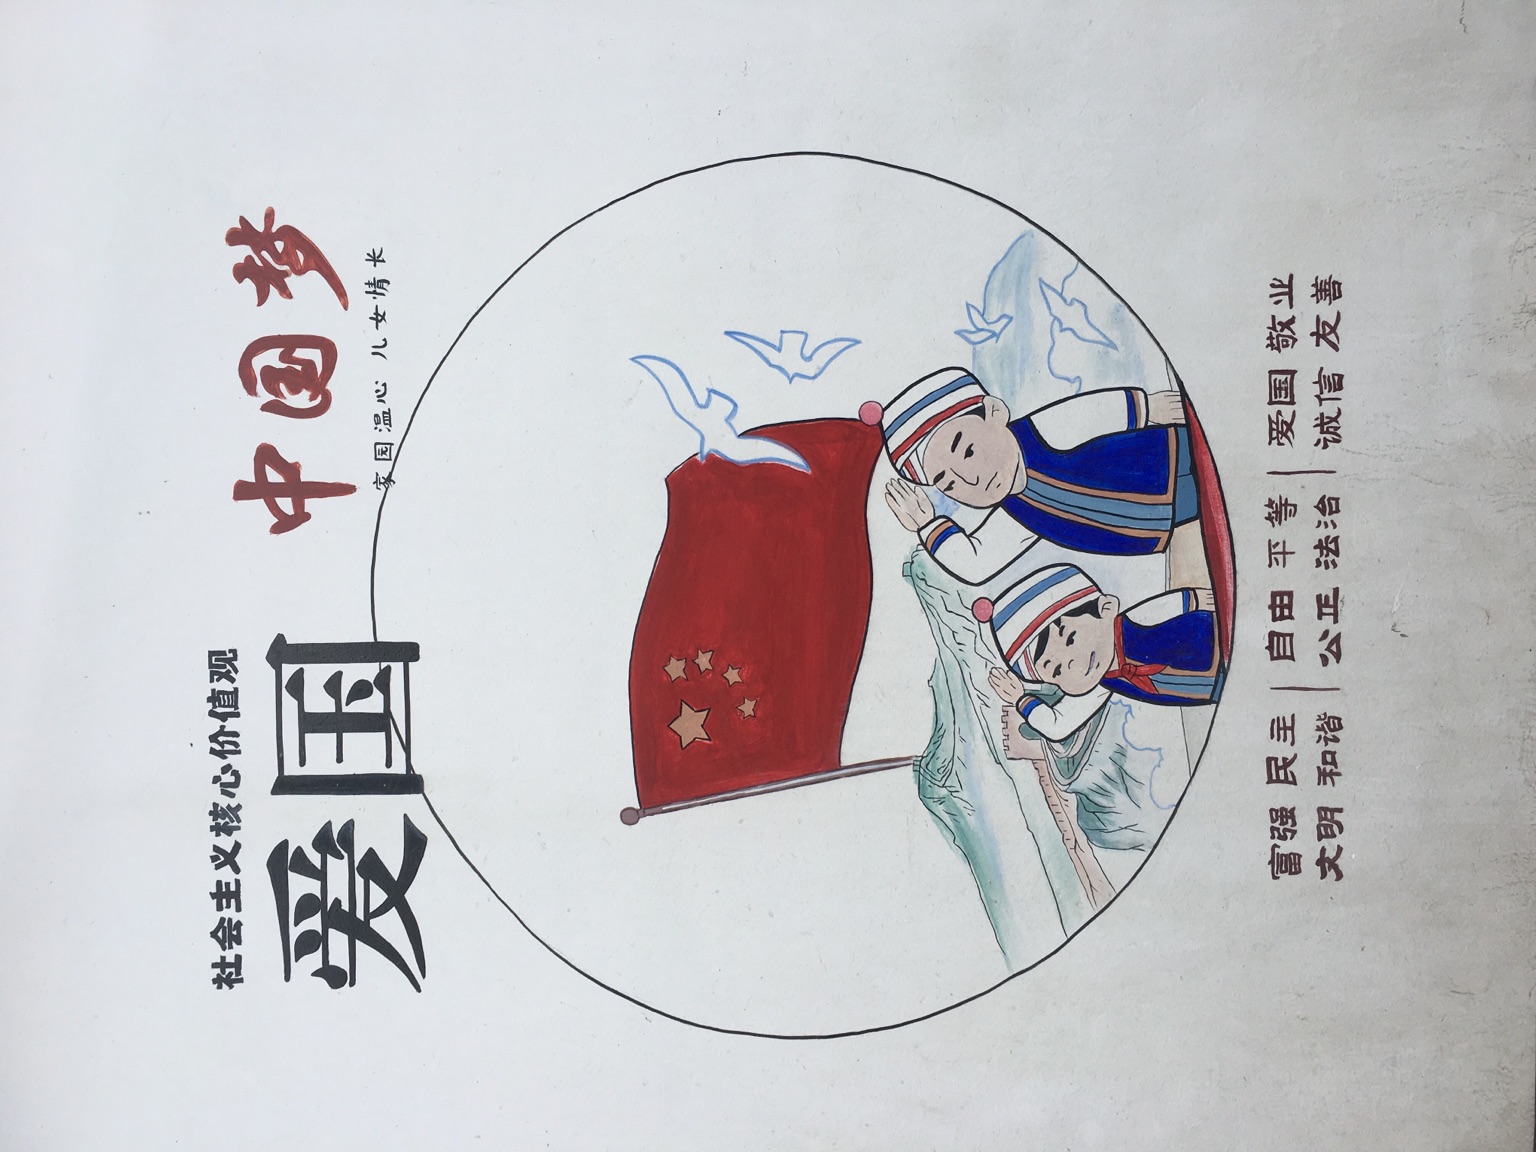 社会主义核心价值观
爱国
中国梦
家园温心 儿女情长
富强 民主 自由 平等 爱国 敬业
文明 和谐 公正 法治 诚信 友善